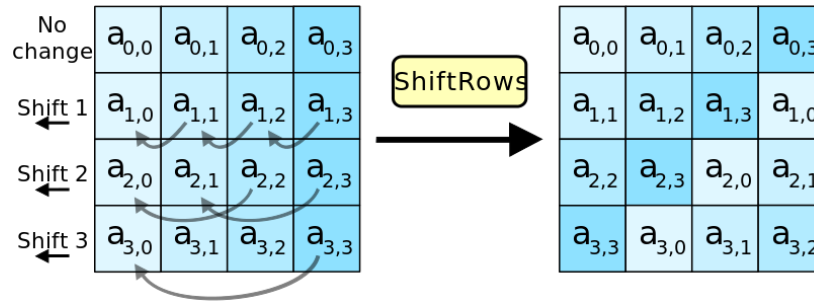 No change a0,0 a0,1 a0,2 a0,3
Shift 1 a1,0 a1,1 a1,2 a1,3
Shift 2 a2,0 a2,1 a2,2 a2,3
Shift 3 a3,0 a3,1 a3,2 a3,3
ShiftRows
a0,0 a0,1 a0,2 a0,3
a1,1 a1,2 a1,3 a1,0
a2,2 a2,3 a2,0 a2,1
a3,3 a3,0 a3,1 a3,2